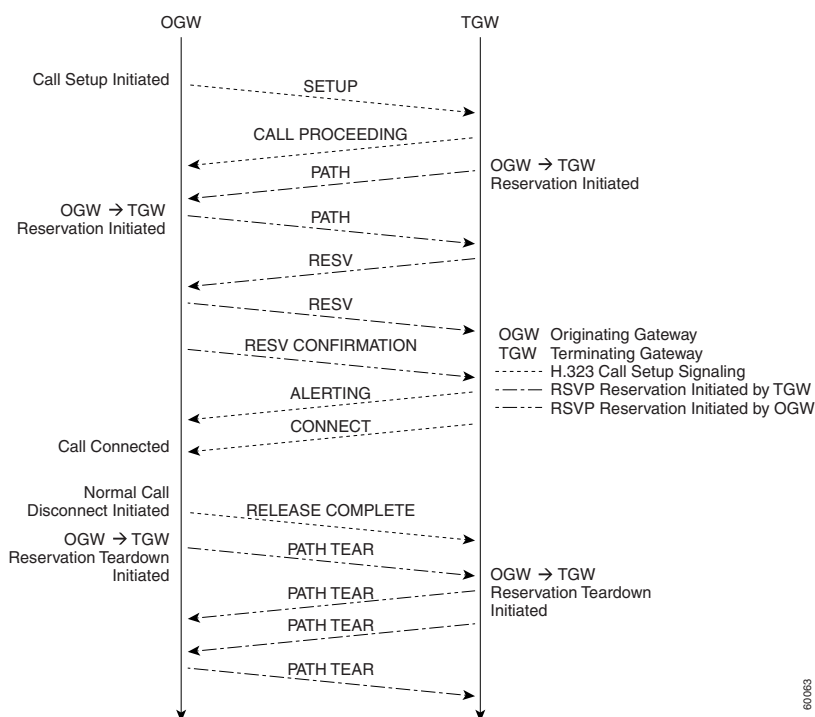 OGW
TGW
Call Setup Initiated
SETUP
CALL PROCEEDING
PATH
OGW → TGW
Reservation Initiated
OGW → TGW
Reservation Initiated
PATH
RESV
RESV
RESV CONFIRMATION
ALERTING
CONNECT
Call Connected
OGW Originating Gateway
TGW Terminating Gateway
H.323 Call Setup Signaling
RSVP Reservation Initiated by TGW
RSVP Reservation Initiated by OGW
Normal Call
Disconnect Initiated
RELEASE COMPLETE
OGW → TGW
Reservation Teardown
Initiated
PATH TEAR
OGW → TGW
Reservation Teardown
Initiated
PATH TEAR
PATH TEAR
PATH TEAR
60063